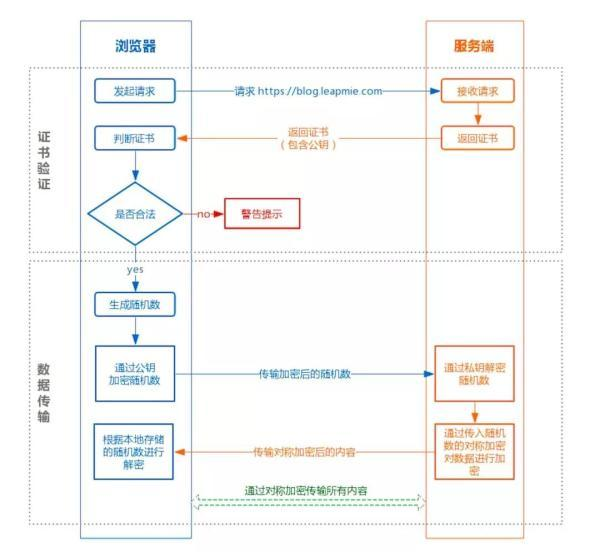 浏览器
服务端
证书验证
发起请求
请求 https://blog.leapmie.com
接收请求
判断证书
返回证书
（包含公钥）
返回证书
是否合法
no
警告提示
yes
数据传输
生成随机数
通过公钥
加密随机数
传输加密后的随机数
通过私钥解密
随机数
根据本地存储
的随机数进行
解密
传输对称加密后的内容
通过传入随机
数的对称加密
对数据进行加
密
通过对称加密传输所有内容